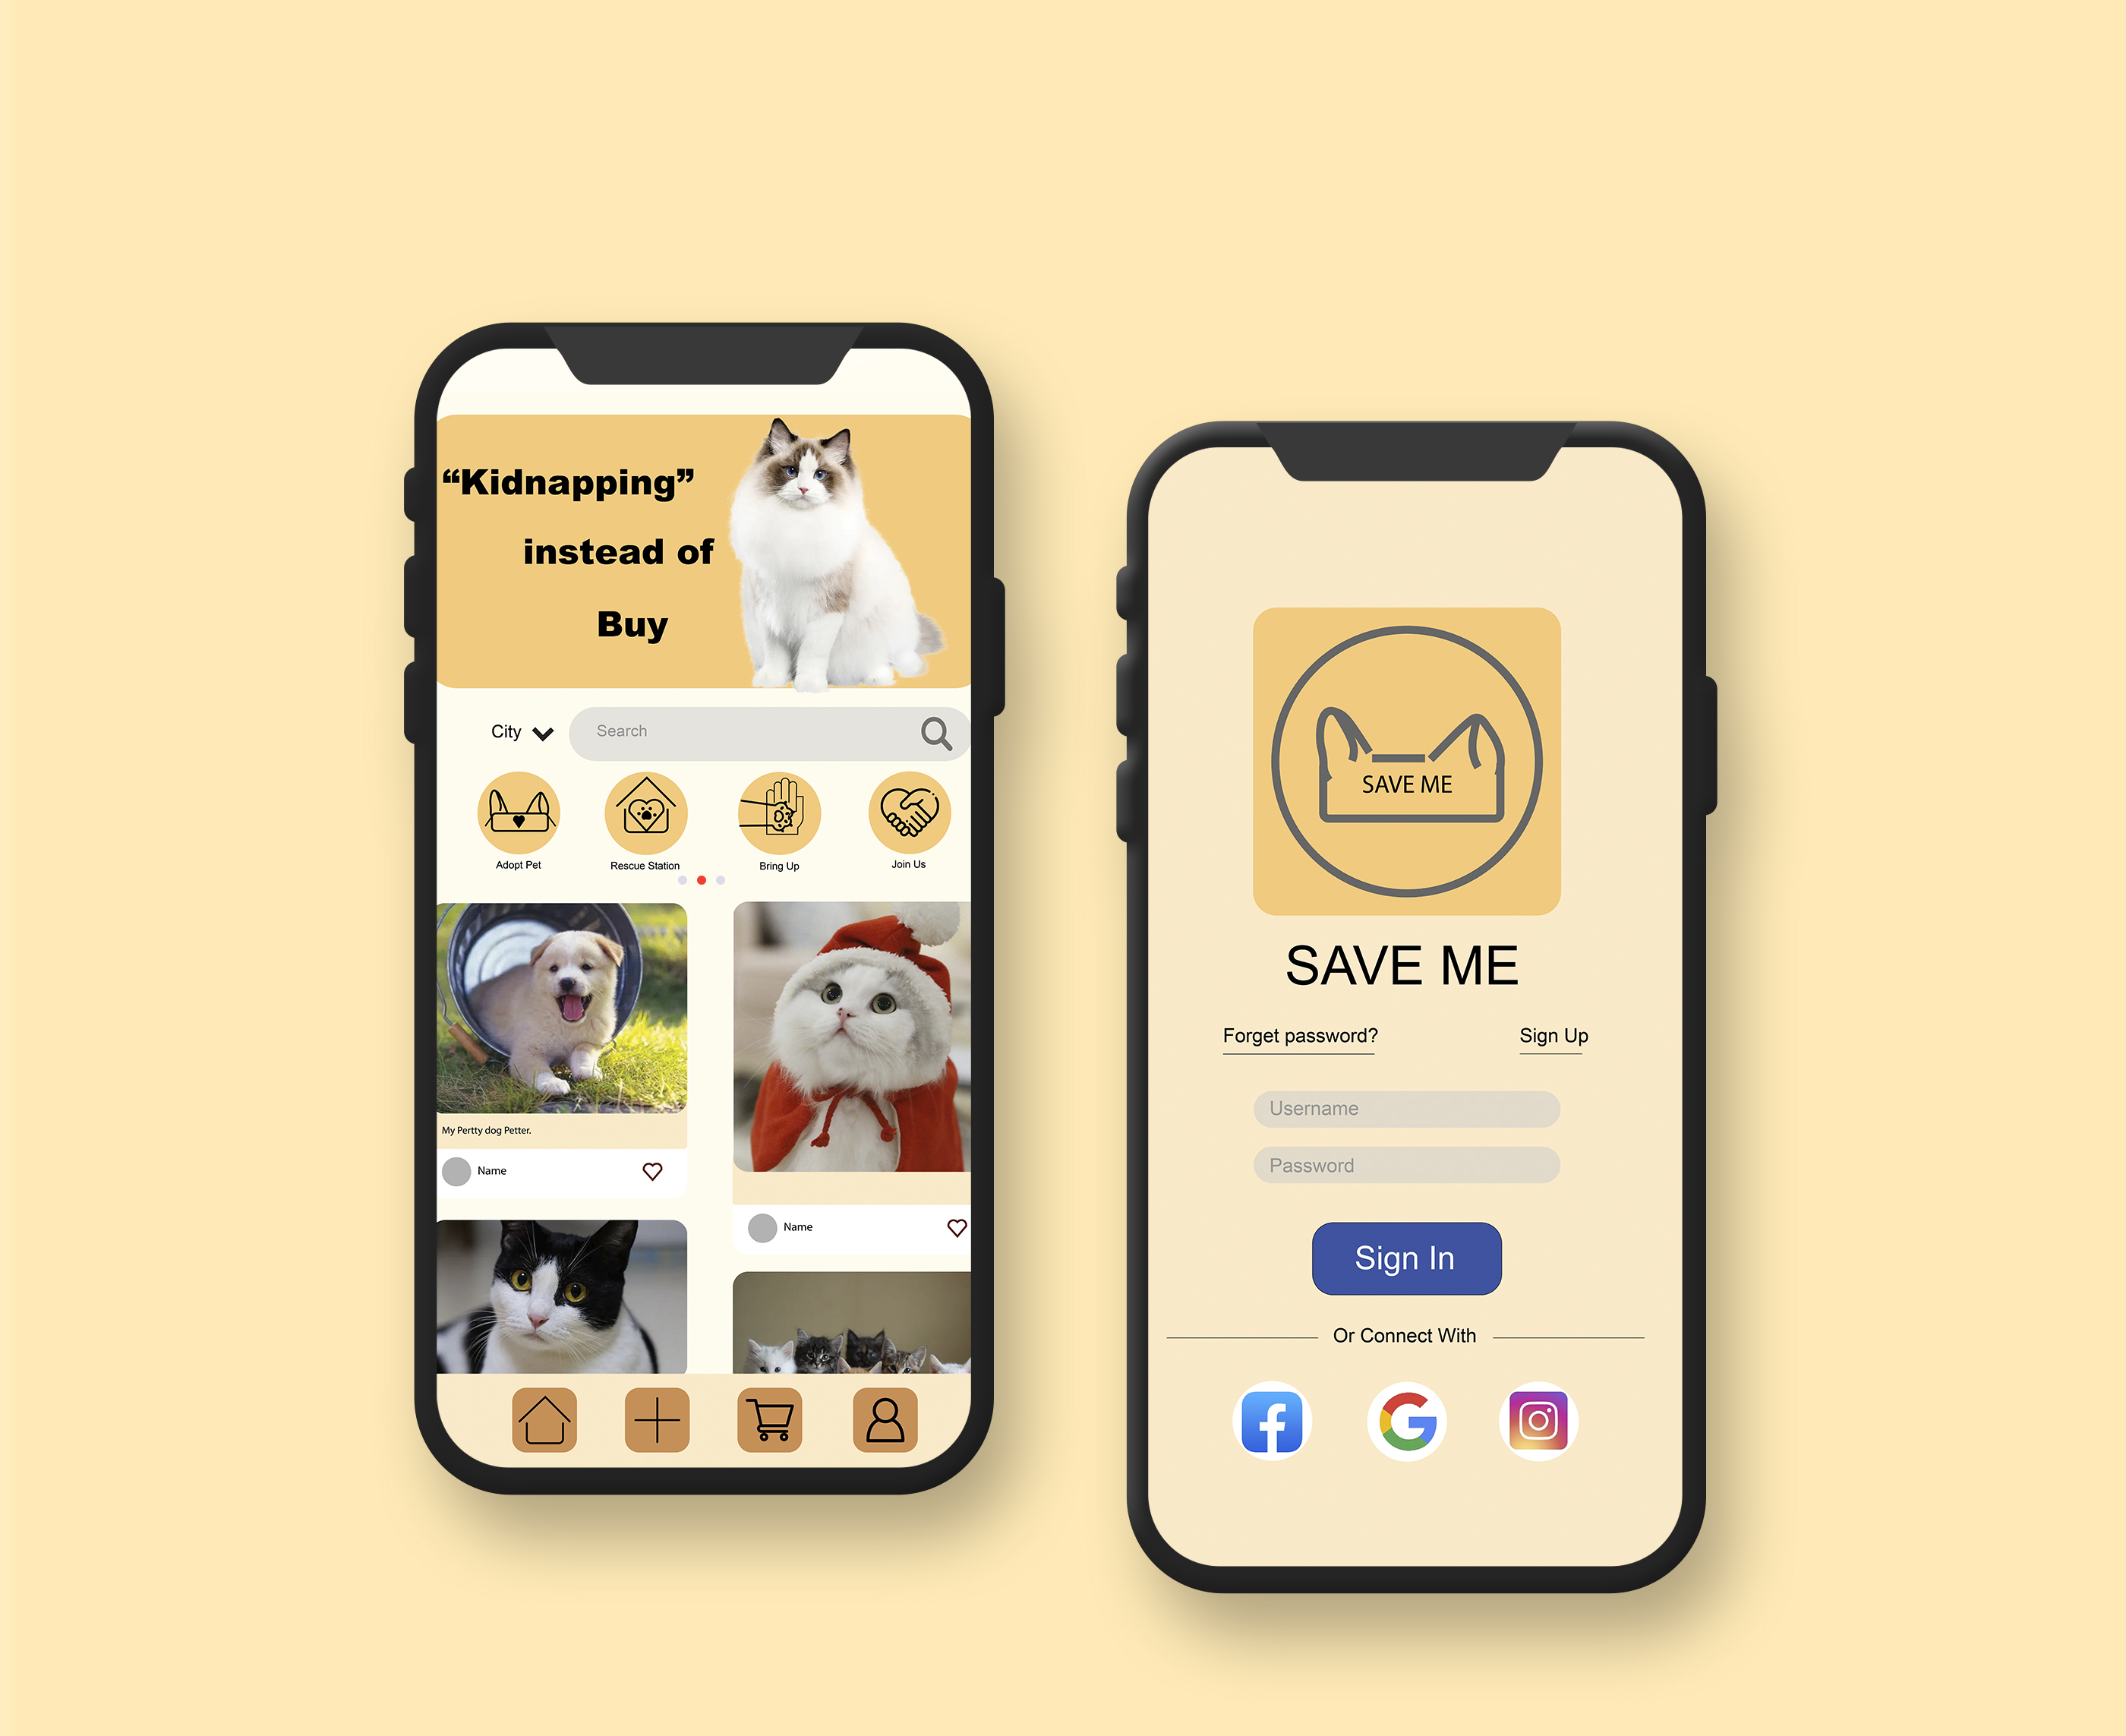 “Kidnapping”
instead of
Buy
City
Search
Adopt Pet
Rescue Station
Bring Up
Join Us
My Pertty dog Petter.
Name
Name
SAVE ME
SAVE ME
Forget password?
Sign Up
Username
Password
Sign In
Or Connect With